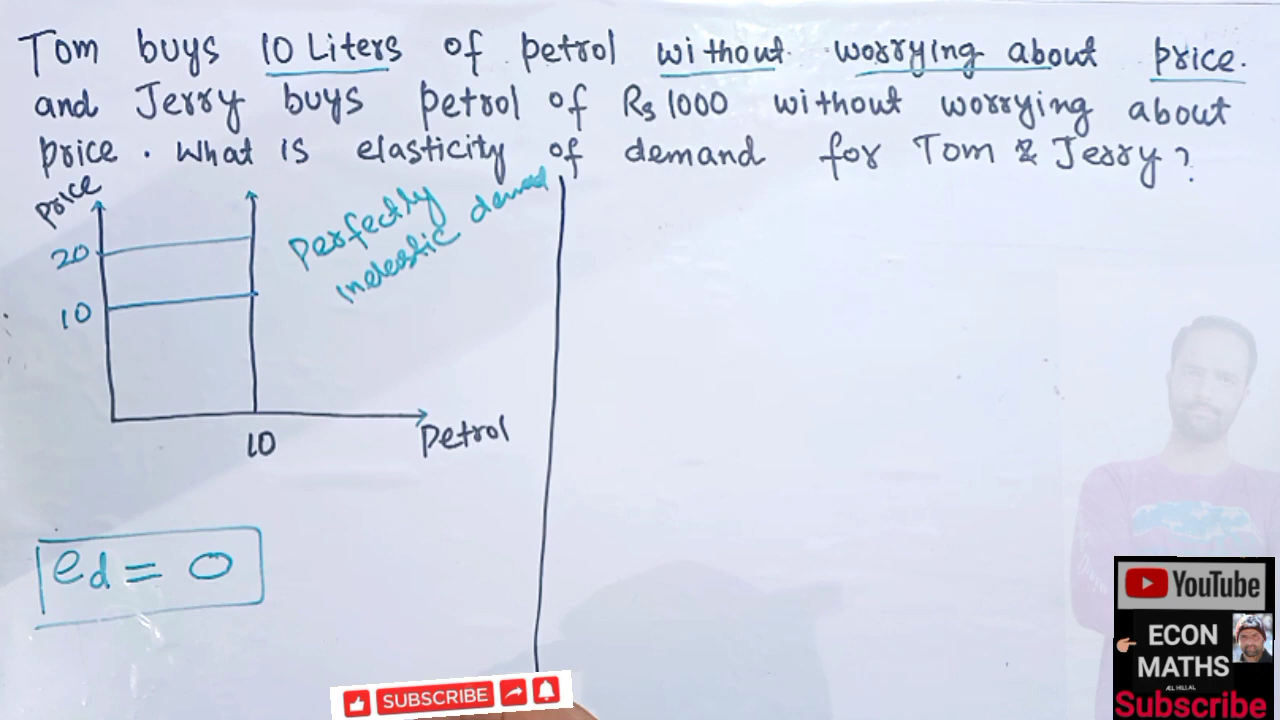 Tom buys 10 Liters of petrol without worrying about price.
and Jerry buys petrol of Rs 1000 without worrying about
price. What is elasticity of demand for Tom & Jerry?
Price
20
10
10
Petrol
Perfectly
inelastic demand
ed = 0
SUBSCRIBE
YouTube
ECON
MATHS
Subscribe